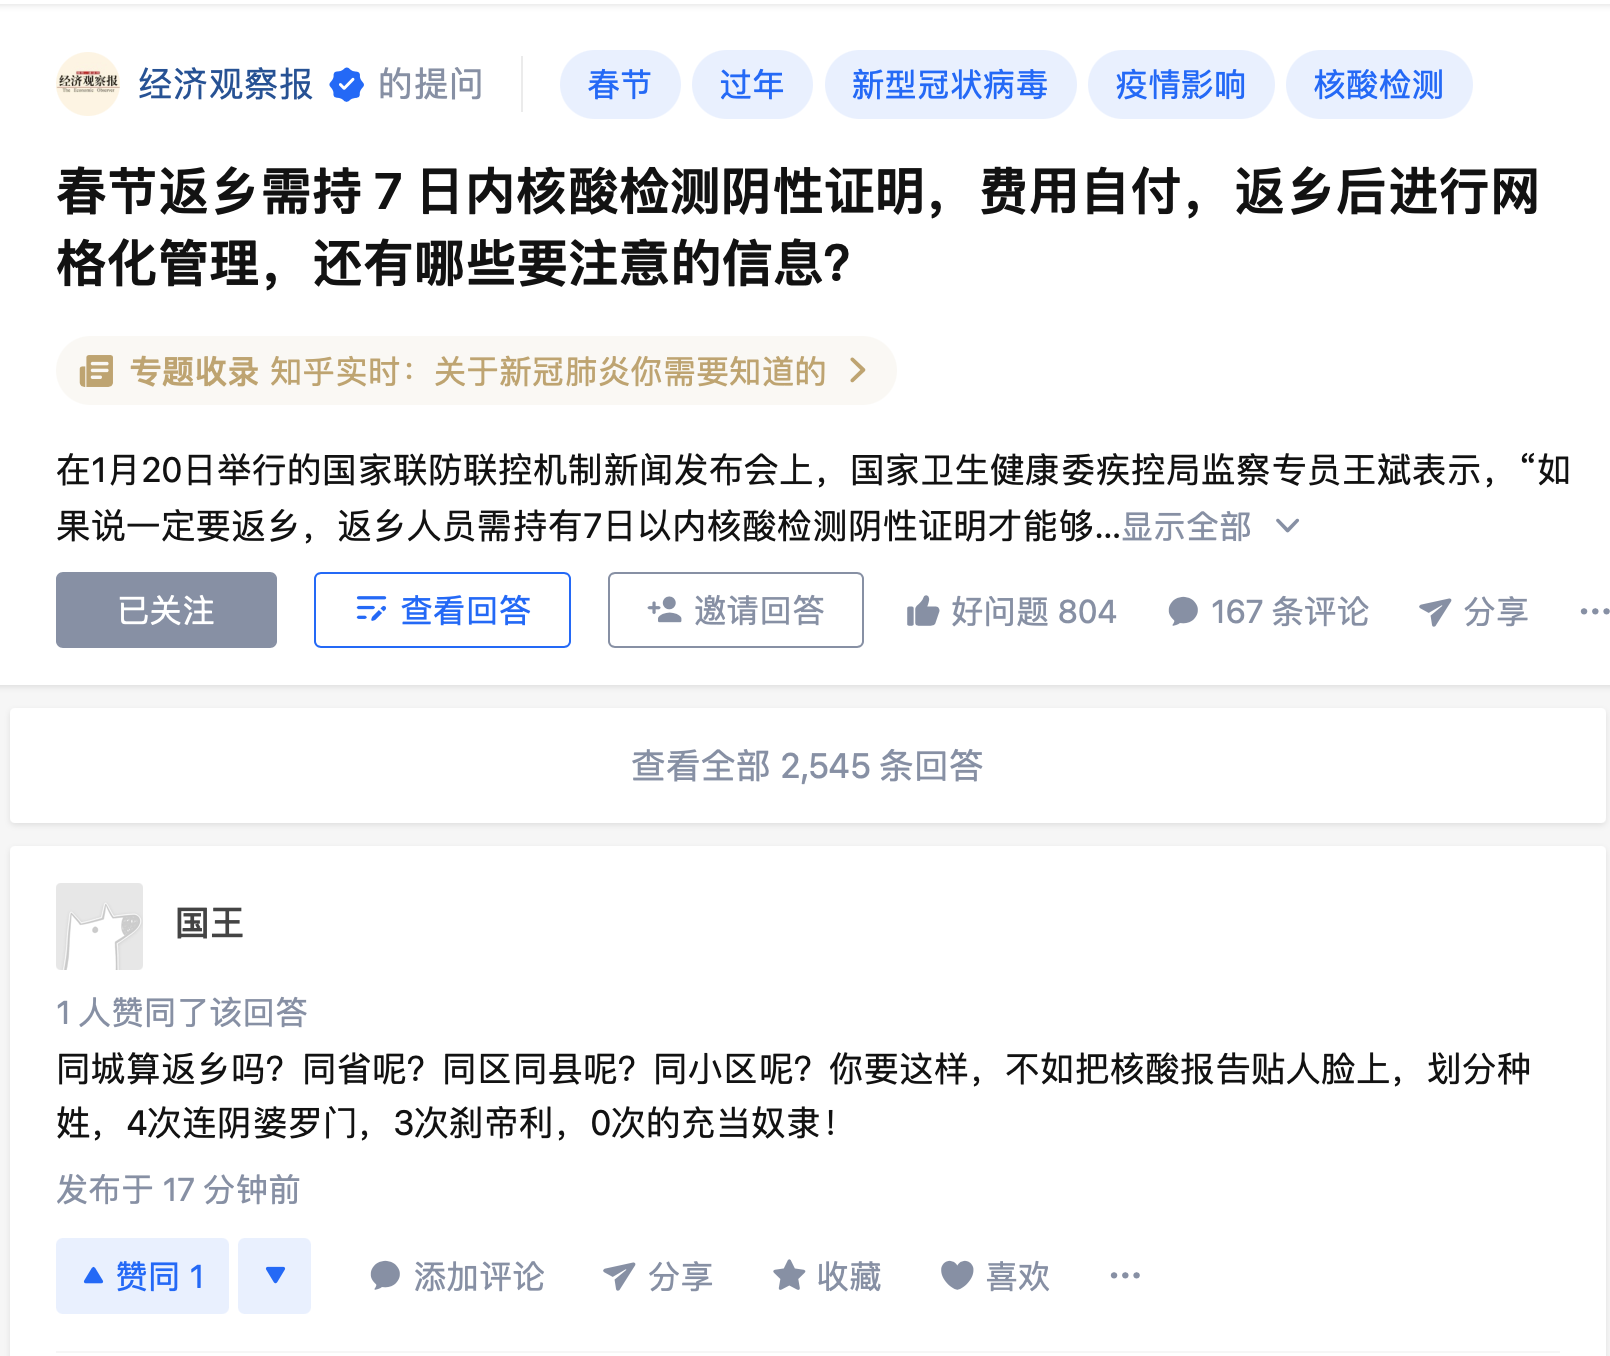 经济观察报
The Economic Observer
经济观察报 的提问
春节 过年 新型冠状病毒 疫情影响 核酸检测
春节返乡需持 7 日内核酸检测阴性证明，费用自付，返乡后进行网
格化管理，还有哪些要注意的信息?
专题收录 知乎实时：关于新冠肺炎你需要知道的
在1月20日举行的国家联防联控机制新闻发布会上，国家卫生健康委疾控局监察专员王斌表示，“如
果说一定要返乡，返乡人员需持有7日以内核酸检测阴性证明才能够...显示全部
已关注 查看回答 邀请回答 好问题 804 167 条评论 分享 ···
查看全部 2,545 条回答
国王
1 人赞同了该回答
同城算返乡吗？同省呢？同区同县呢？同小区呢？你要这样，不如把核酸报告贴人脸上，划分种
姓，4次连阴婆罗门，3次刹帝利，0次的充当奴隶！
发布于 17 分钟前
赞同 1 添加评论 分享 收藏 喜欢 ···